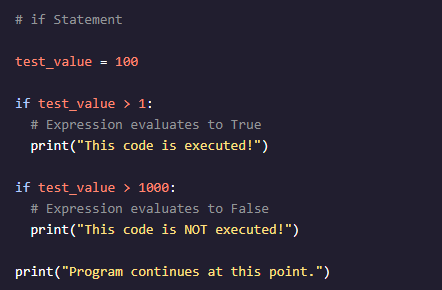 # if Statement
test_value = 100
if test_value > 1:
  # Expression evaluates to True
  print("This code is executed!")
if test_value > 1000:
  # Expression evaluates to False
  print("This code is NOT executed!")
print("Program continues at this point.")